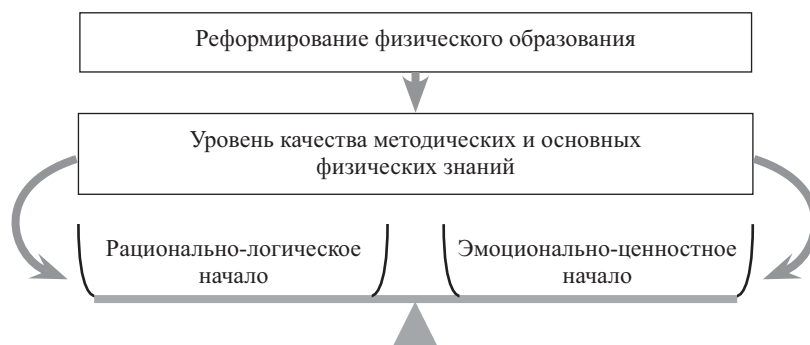 Реформирование физического образования
Уровень качества методических и основных
физических знаний
Рационально-логическое
начало
Эмоционально-ценностное
начало